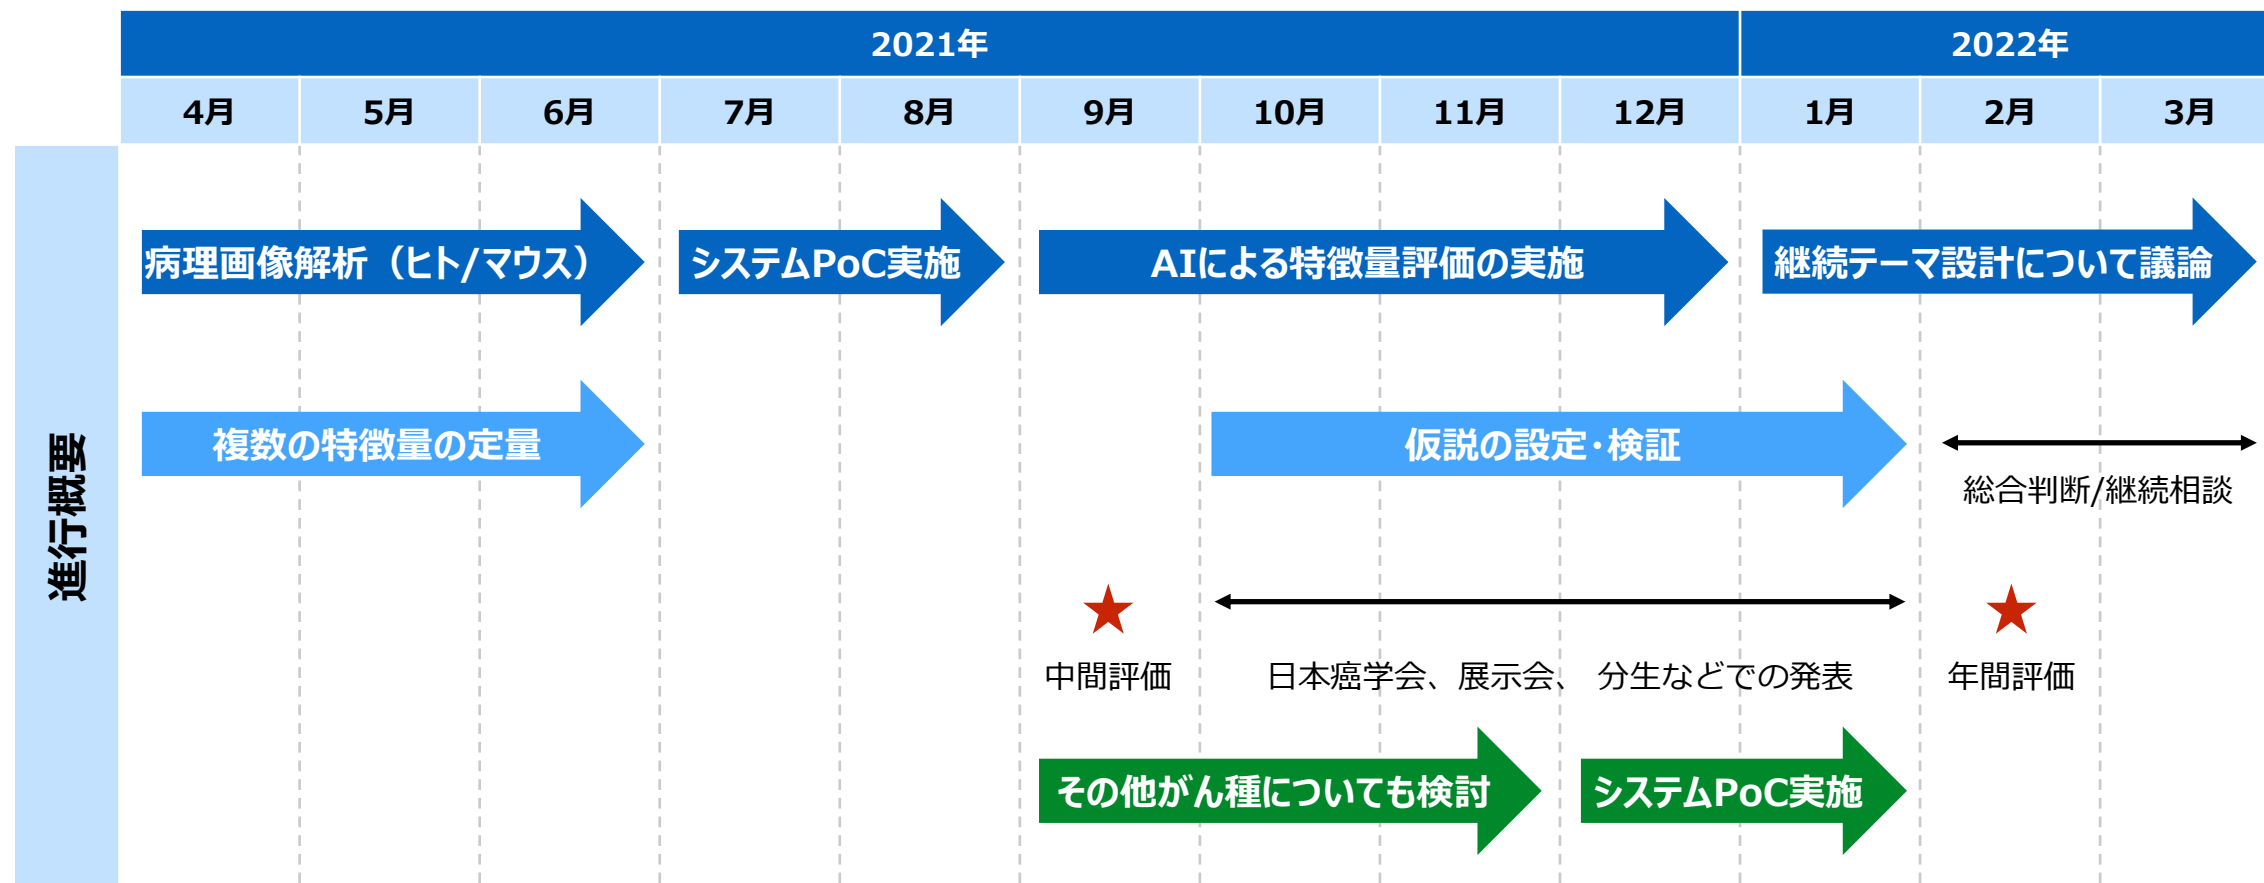 2021年
2022年
4月
5月
6月
7月
8月
9月
10月
11月
12月
1月
2月
3月
進行概要
病理画像解析（ヒト/マウス）
システムPoC実施
AIによる特徴量評価の実施
継続テーマ設計について議論
複数の特徴量の定量
仮説の設定･検証
総合判断/継続相談
中間評価
日本癌学会、展示会、 分生などでの発表
年間評価
その他がん種についても検討
システムPoC実施